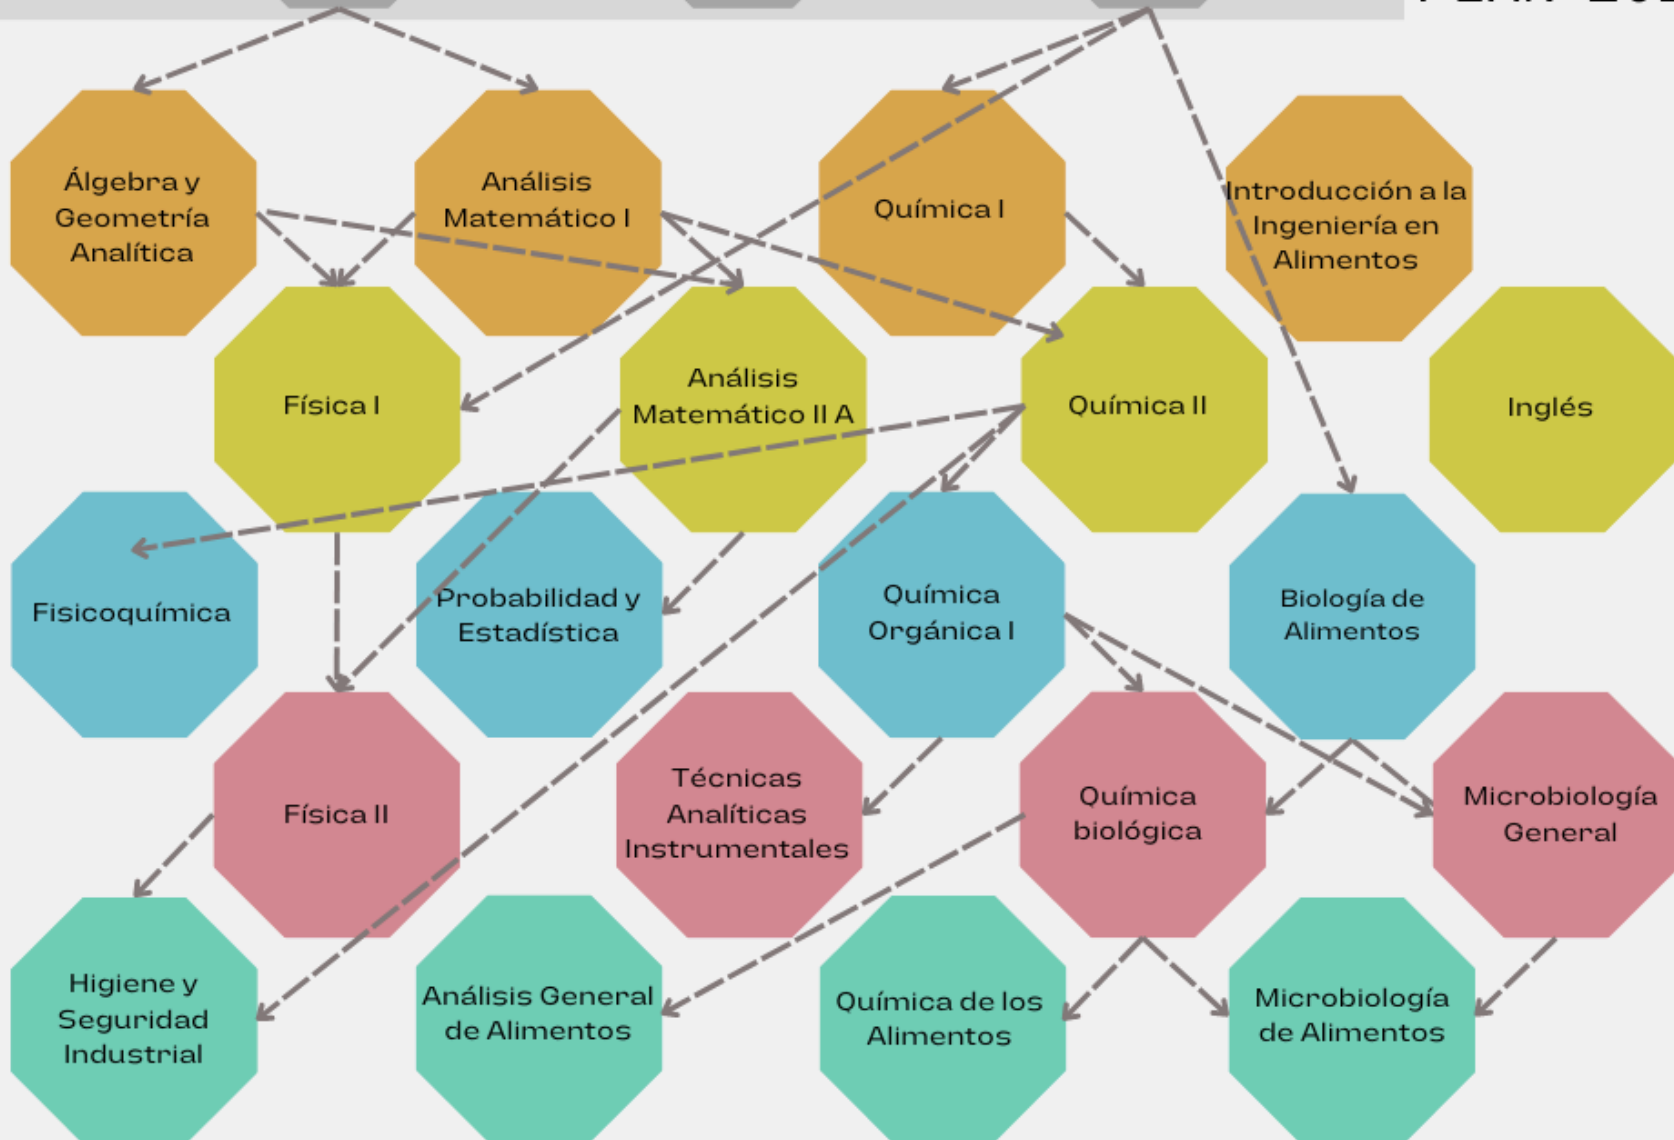 Álgebra y
Geometría
Analítica
Análisis
Matemático I
Química I
Introducción a la
Ingeniería en
Alimentos
Física I
Análisis
Matemático II A
Química II
Inglés
Fisicoquímica
Probabilidad y
Estadística
Química
Orgánica I
Biología de
Alimentos
Física II
Técnicas
Analíticas
Instrumentales
Química
biológica
Microbiología
General
Higiene y
Seguridad
Industrial
Análisis General
de Alimentos
Química de los
Alimentos
Microbiología
de Alimentos